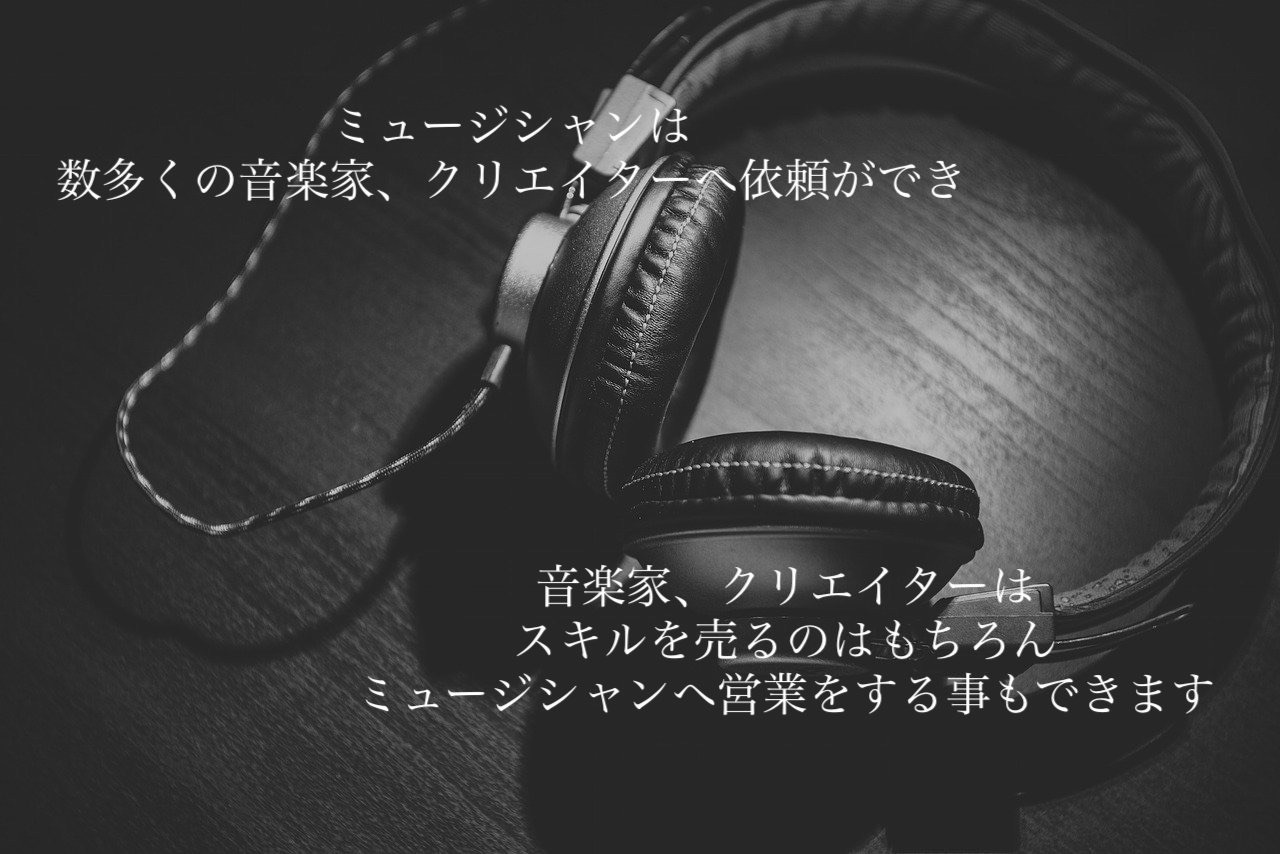 ミュージシャンは
数多くの音楽家、クリエイターへ依頼ができ
音楽家、クリエイターは
スキルを売るのはもちろん
ミュージシャンへ営業をする事もできます